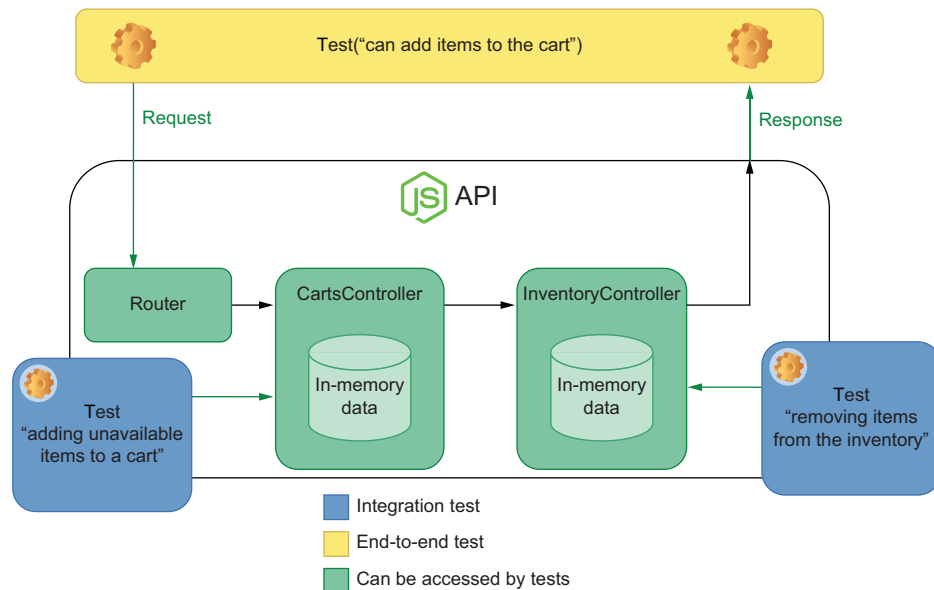 Test(“can add items to the cart”)
Request
Response
JS API
Router
CartsController
InventoryController
In-memory
data
In-memory
data
Test
“adding unavailable
items to a cart”
Test
“removing items
from the inventory”
Integration test
End-to-end test
Can be accessed by tests